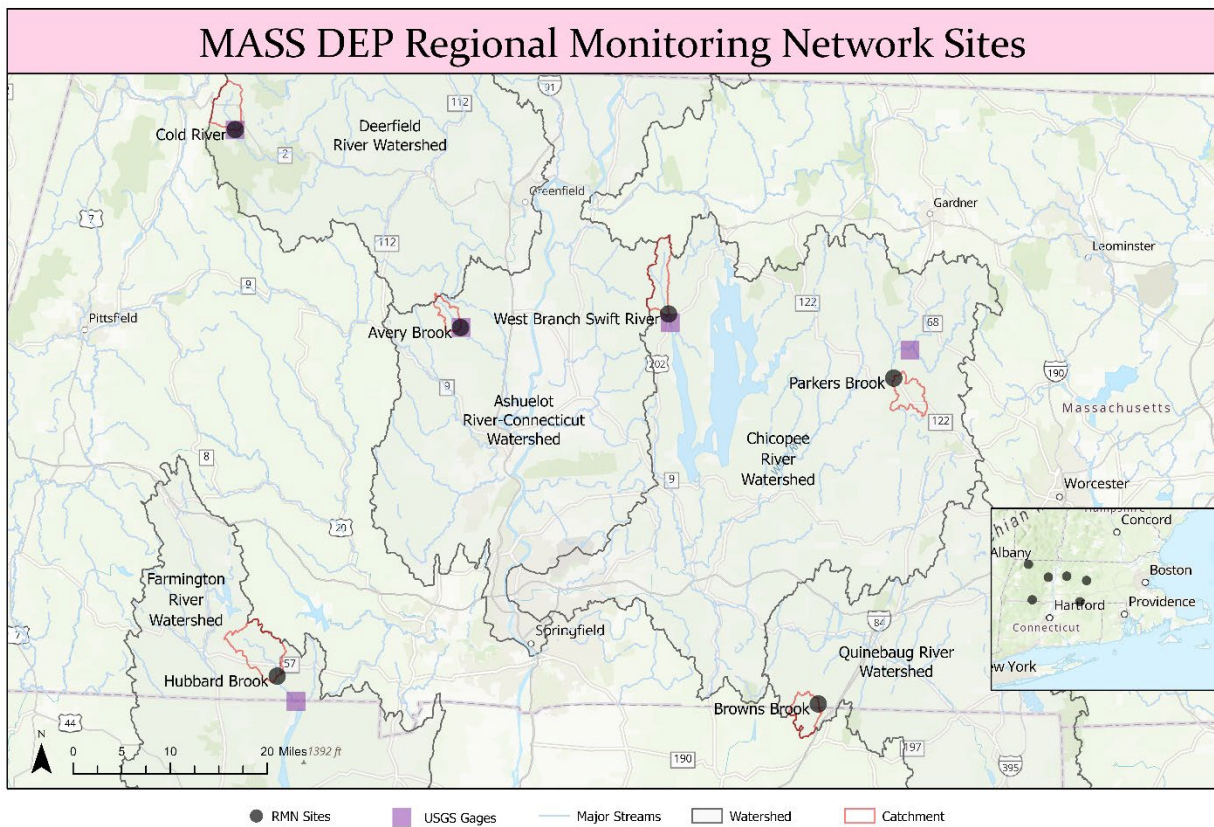 MASS DEP Regional Monitoring Network Sites
91
112
Cold River
Deerfield
River Watershed
2
Greenfield
7
Gardner
Leominster
112
9
122
Pittsfield
Avery Brook
West Branch Swift River
68
202
Parkers Brook
190
9
Ashuelot
River-Connecticut
Watershed
Massachusetts
122
Chicopee
River
Watershed
8
9
Worcester
20
Farmington
River
Watershed
84
Springfield
Quinebaug River
Watershed
57
Hubbard Brook
Browns Brook
44
7
190
197
395
N
0 5 10 20 Miles
1392 ft
Concord
Albany
Boston
Hartford
Providence
Connecticut
ew York
RMN Sites
USGS Gages
Major Streams
Watershed
Catchment